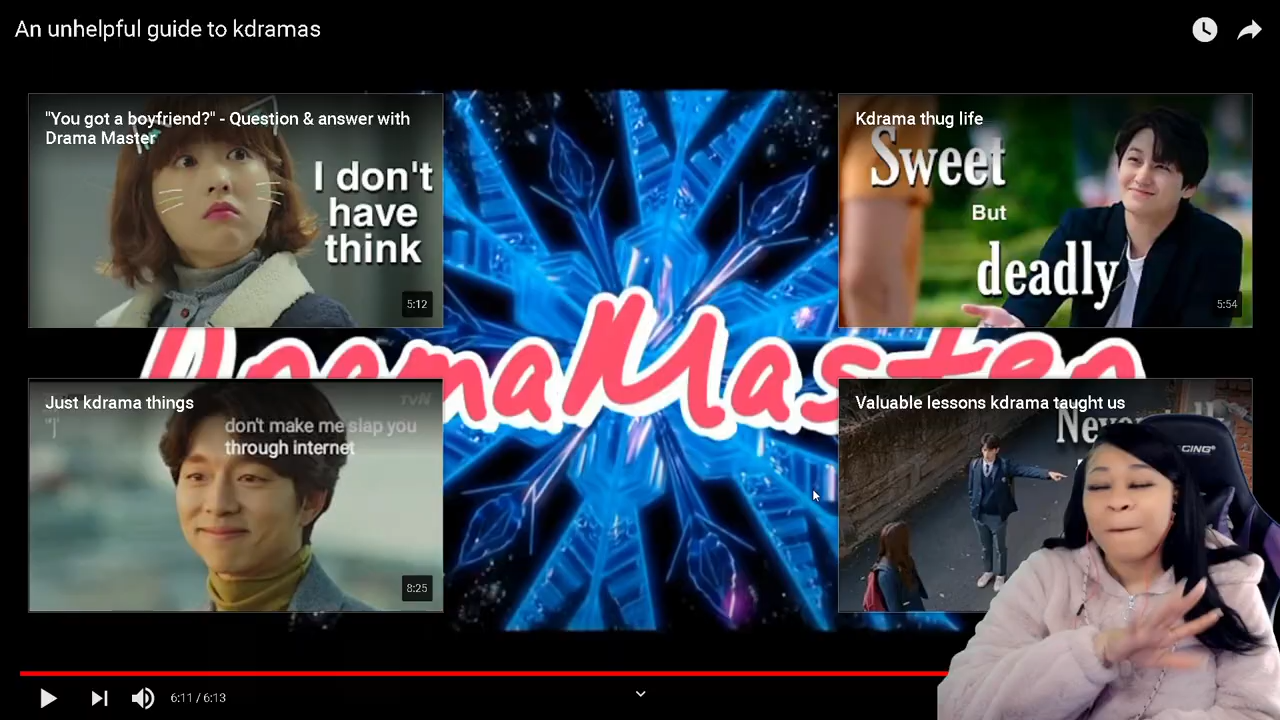 An unhelpful guide to kdramas
"You got a boyfriend?" - Question & answer with
Drama Master
I don't
have
think
5:12
Kdrama thug life
Sweet
But
deadly
5:54
DramaMaster
Just kdrama things
tvN
"]'
don't make me slap you
through internet
8:25
Valuable lessons kdrama taught us
CING
6:11 / 6:13